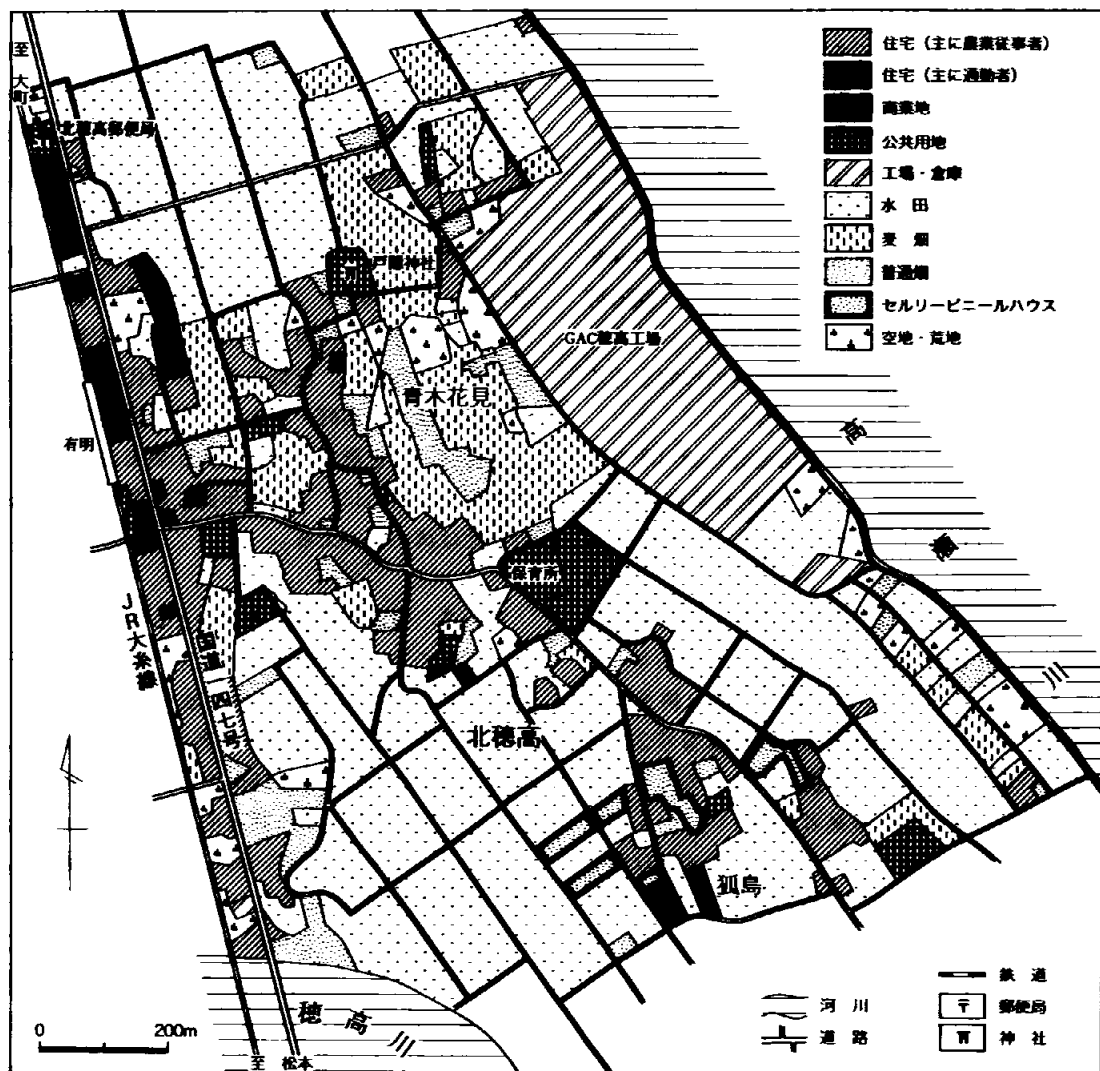 至
大町
北穂高郵便局
戸隠神社
GAC穂高工場
青木花見
有明
保育所
高瀬川
JR大糸線
国道一四七号
北穂高
狐島
穂高川
0 200m
至 松本
住宅（主に農業従事者）
住宅（主に通勤者）
商業地
公共用地
工場・倉庫
水田
麦畑
普通畑
セルリービニールハウス
空地・荒地
河川
道路
鉄道
〒 郵便局
神社